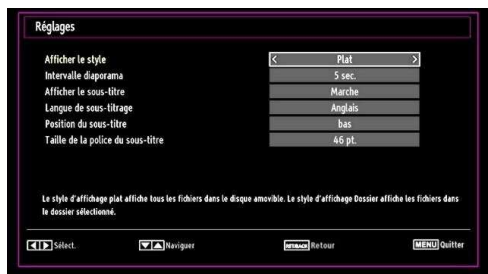 Réglages
Afficher le style < Plat >
Intervalle diaporama 5 sec.
Afficher le sous-titre Marche
Langue de sous-titrage Anglais
Position du sous-titre bas
Taille de la police du sous-titre 46 pt.
Le style d'affichage plat affiche tous les fichiers dans le disque amovible. Le style d'affichage Dossier affiche les fichiers dans
le dossier sélectionné.
Sélect. Naviguer Retour MENU Quitter